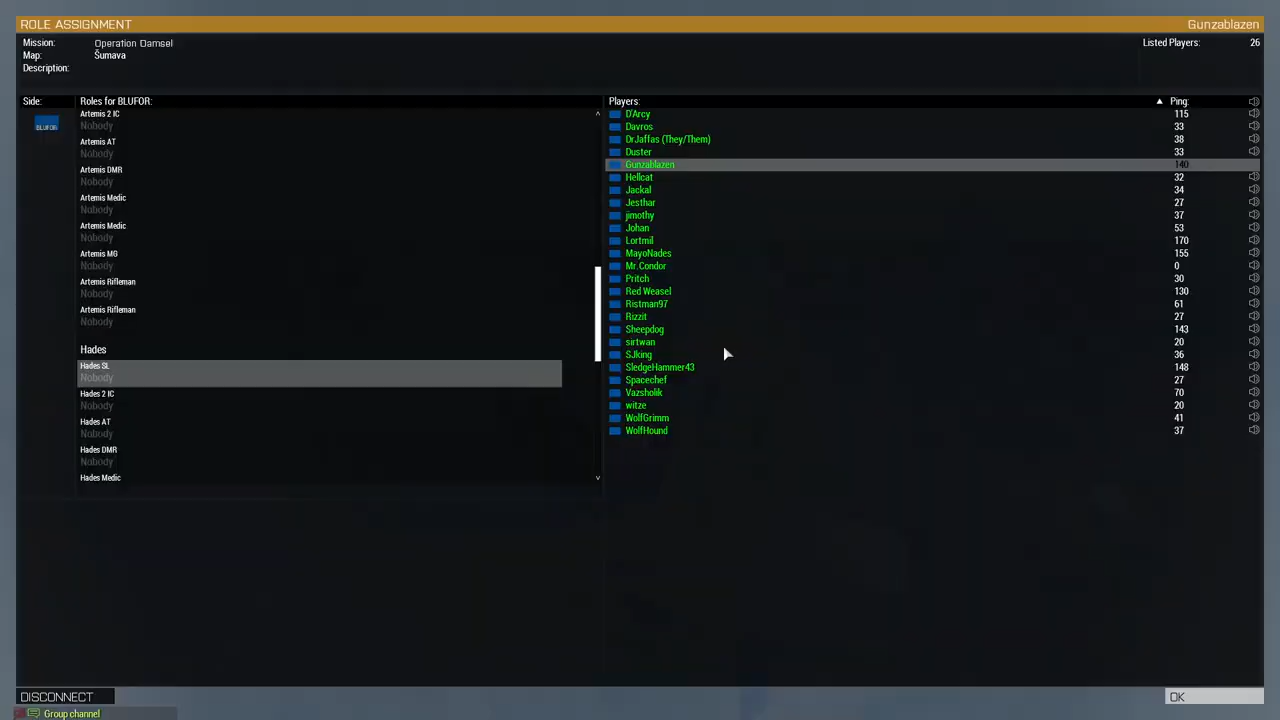 ROLE ASSIGNMENT
Gunzablazen
Mission: Operation Damsel
Listed Players: 26
Map: Šumava
Description:
Side:
BLUFOR
Roles for BLUFOR:
Artemis 2 IC
Nobody
Artemis AT
Nobody
Artemis DMR
Nobody
Artemis Medic
Nobody
Artemis Medic
Nobody
Artemis MG
Nobody
Artemis Rifleman
Nobody
Artemis Rifleman
Nobody
Hades
Hades SL
Nobody
Hades 2 IC
Nobody
Hades AT
Nobody
Hades DMR
Nobody
Hades Medic
Players: Ping:
D'Arcy 115
Davros 33
DrJaffas (They/Them) 38
Duster 33
Gunzablazen 140
Hellcat 32
Jackal 34
Jesthar 27
jimothy 37
Johan 53
Lortmil 170
MayoNades 155
Mr.Condor 0
Pritch 30
Red Weasel 130
Ristman97 61
Rizzit 27
Sheepdog 143
sirtwan 20
SJking 36
SledgeHammer43 148
Spacechef 27
Vazsholik 70
witze 20
WolfGrimm 41
WolfHound 37
DISCONNECT
OK
Group channel